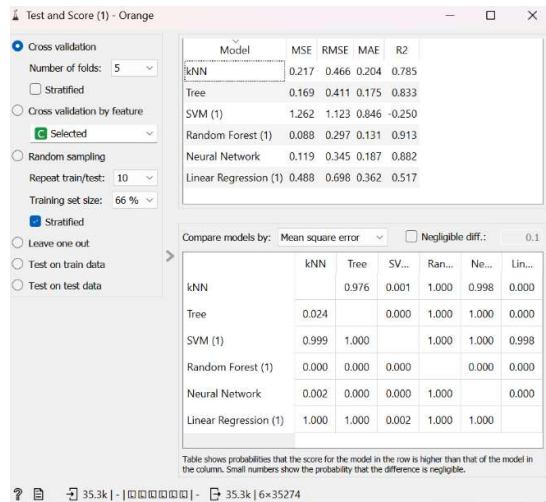 Test and Score (1) - Orange
Cross validation
Number of folds: 5
Stratified
Cross validation by feature
C Selected
Random sampling
Repeat train/test: 10
Training set size: 66 %
Stratified
Leave one out
Test on train data
Test on test data
Model MSE RMSE MAE R2
kNN 0.217 0.466 0.204 0.785
Tree 0.169 0.411 0.175 0.833
SVM (1) 1.262 1.123 0.846 -0.250
Random Forest (1) 0.088 0.297 0.131 0.913
Neural Network 0.119 0.345 0.187 0.882
Linear Regression (1) 0.488 0.698 0.362 0.517
Compare models by: Mean square error Negligible diff.: 0.1
kNN Tree SV... Ran... Ne... Lin...
kNN 0.976 0.001 1.000 0.998 0.000
Tree 0.024 0.000 1.000 1.000 0.000
SVM (1) 0.999 1.000 1.000 1.000 0.998
Random Forest (1) 0.000 0.000 0.000 0.000 0.000
Neural Network 0.002 0.000 0.000 1.000 0.000
Linear Regression (1) 1.000 1.000 0.002 1.000 1.000
Table shows probabilities that the score for the model in the row is higher than that of the model in
the column. Small numbers show the probability that the difference is negligible.
? 35.3k | - | - 35.3k | 6×35274